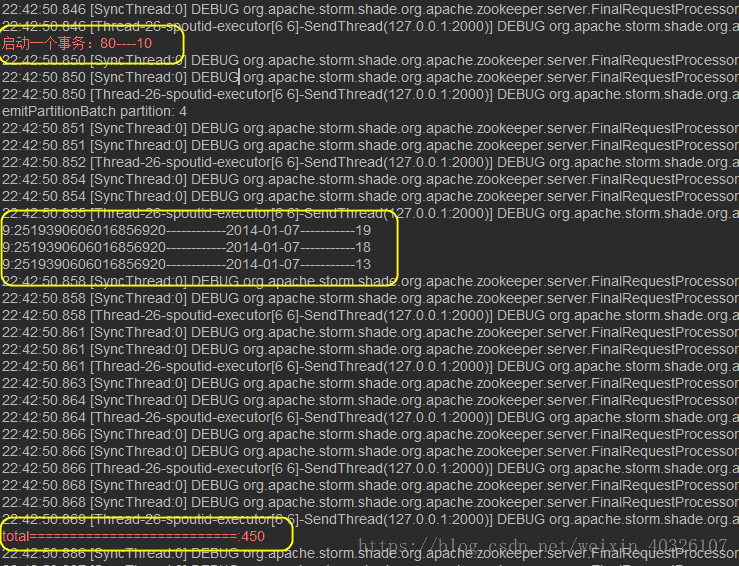 22:42:50.846 [SyncThread:0] DEBUG org.apache.storm.shade.org.apache.zookeeper.server.FinalRequestProcessor
22:42:50.846 [Thread-26-spoutid-executor[6 6]-SendThread(127.0.0.1:2000)] DEBUG org.apache.storm.shade.org.a
启动一个事务：80----10
22:42:50.850 [SyncThread:0] DEBUG org.apache.storm.shade.org.apache.zookeeper.server.FinalRequestProcessor
22:42:50.850 [SyncThread:0] DEBUG org.apache.storm.shade.org.apache.zookeeper.server.FinalRequestProcessor
22:42:50.850 [Thread-26-spoutid-executor[6 6]-SendThread(127.0.0.1:2000)] DEBUG org.apache.storm.shade.org.a
emitPartitionBatch partition: 4
22:42:50.851 [SyncThread:0] DEBUG org.apache.storm.shade.org.apache.zookeeper.server.FinalRequestProcessor
22:42:50.851 [SyncThread:0] DEBUG org.apache.storm.shade.org.apache.zookeeper.server.FinalRequestProcessor
22:42:50.852 [Thread-26-spoutid-executor[6 6]-SendThread(127.0.0.1:2000)] DEBUG org.apache.storm.shade.org.a
22:42:50.854 [SyncThread:0] DEBUG org.apache.storm.shade.org.apache.zookeeper.server.FinalRequestProcessor
22:42:50.854 [SyncThread:0] DEBUG org.apache.storm.shade.org.apache.zookeeper.server.FinalRequestProcessor
22:42:50.855 [Thread-26-spoutid-executor[6 6]-SendThread(127.0.0.1:2000)] DEBUG org.apache.storm.shade.org.a
9:2519390606016856920------------2014-01-07-----------19
9:2519390606016856920------------2014-01-07-----------18
9:2519390606016856920------------2014-01-07-----------13
22:42:50.858 [SyncThread:0] DEBUG org.apache.storm.shade.org.apache.zookeeper.server.FinalRequestProcessor
22:42:50.858 [SyncThread:0] DEBUG org.apache.storm.shade.org.apache.zookeeper.server.FinalRequestProcessor
22:42:50.858 [Thread-26-spoutid-executor[6 6]-SendThread(127.0.0.1:2000)] DEBUG org.apache.storm.shade.org.a
22:42:50.861 [SyncThread:0] DEBUG org.apache.storm.shade.org.apache.zookeeper.server.FinalRequestProcessor
22:42:50.861 [SyncThread:0] DEBUG org.apache.storm.shade.org.apache.zookeeper.server.FinalRequestProcessor
22:42:50.861 [Thread-26-spoutid-executor[6 6]-SendThread(127.0.0.1:2000)] DEBUG org.apache.storm.shade.org.a
22:42:50.863 [SyncThread:0] DEBUG org.apache.storm.shade.org.apache.zookeeper.server.FinalRequestProcessor
22:42:50.864 [SyncThread:0] DEBUG org.apache.storm.shade.org.apache.zookeeper.server.FinalRequestProcessor
22:42:50.864 [Thread-26-spoutid-executor[6 6]-SendThread(127.0.0.1:2000)] DEBUG org.apache.storm.shade.org.a
22:42:50.866 [SyncThread:0] DEBUG org.apache.storm.shade.org.apache.zookeeper.server.FinalRequestProcessor
22:42:50.866 [SyncThread:0] DEBUG org.apache.storm.shade.org.apache.zookeeper.server.FinalRequestProcessor
22:42:50.866 [Thread-26-spoutid-executor[6 6]-SendThread(127.0.0.1:2000)] DEBUG org.apache.storm.shade.org.a
22:42:50.868 [SyncThread:0] DEBUG org.apache.storm.shade.org.apache.zookeeper.server.FinalRequestProcessor
22:42:50.868 [SyncThread:0] DEBUG org.apache.storm.shade.org.apache.zookeeper.server.FinalRequestProcessor
22:42:50.869 [Thread-26-spoutid-executor[6 6]-SendThread(127.0.0.1:2000)] DEBUG org.apache.storm.shade.org.a
total==========================:450
https://blog.csdn.net/weixin_40326107
22:42:50.886 [SyncThread:0] DEBUG org.apache.storm.shade.org.apache.zookeeper.server.FinalRequestProcessor